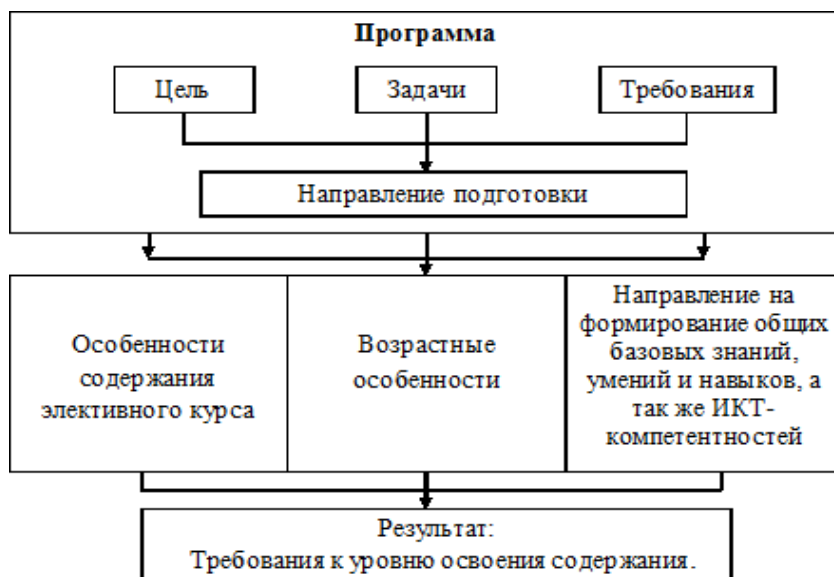 Программа
Цель
Задачи
Требования
Направление подготовки
Особенности
содержания
элективного курса
Возрастные
особенности
Направление на
формирование общих
базовых знаний,
умений и навыков, а
так же ИКТ-
компетентностей
Результат:
Требования к уровню освоения содержания.